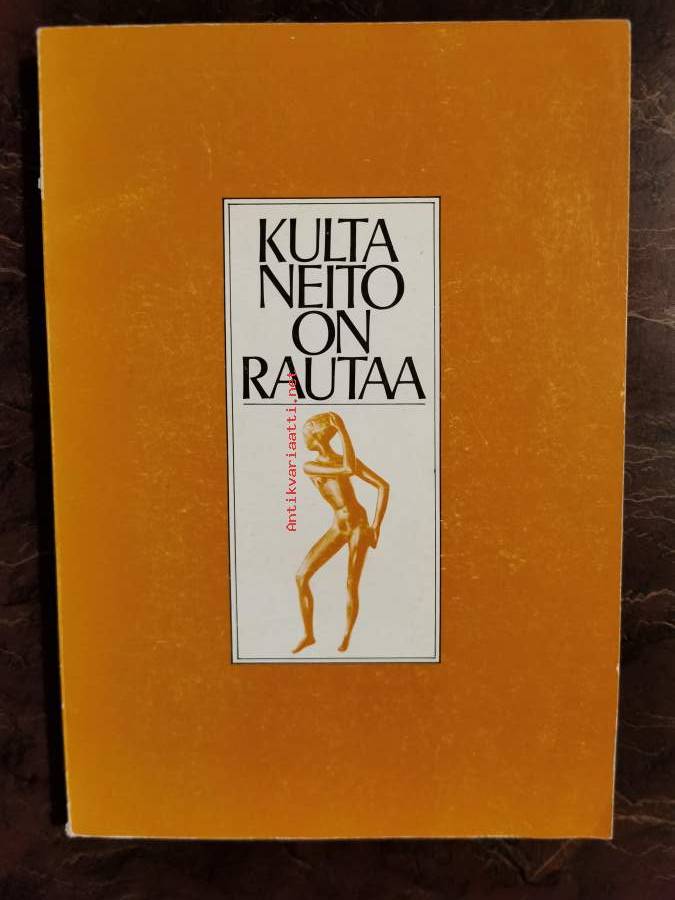 KULTA
NEITO
ON
RAUTAA
Antikvariaatti.net